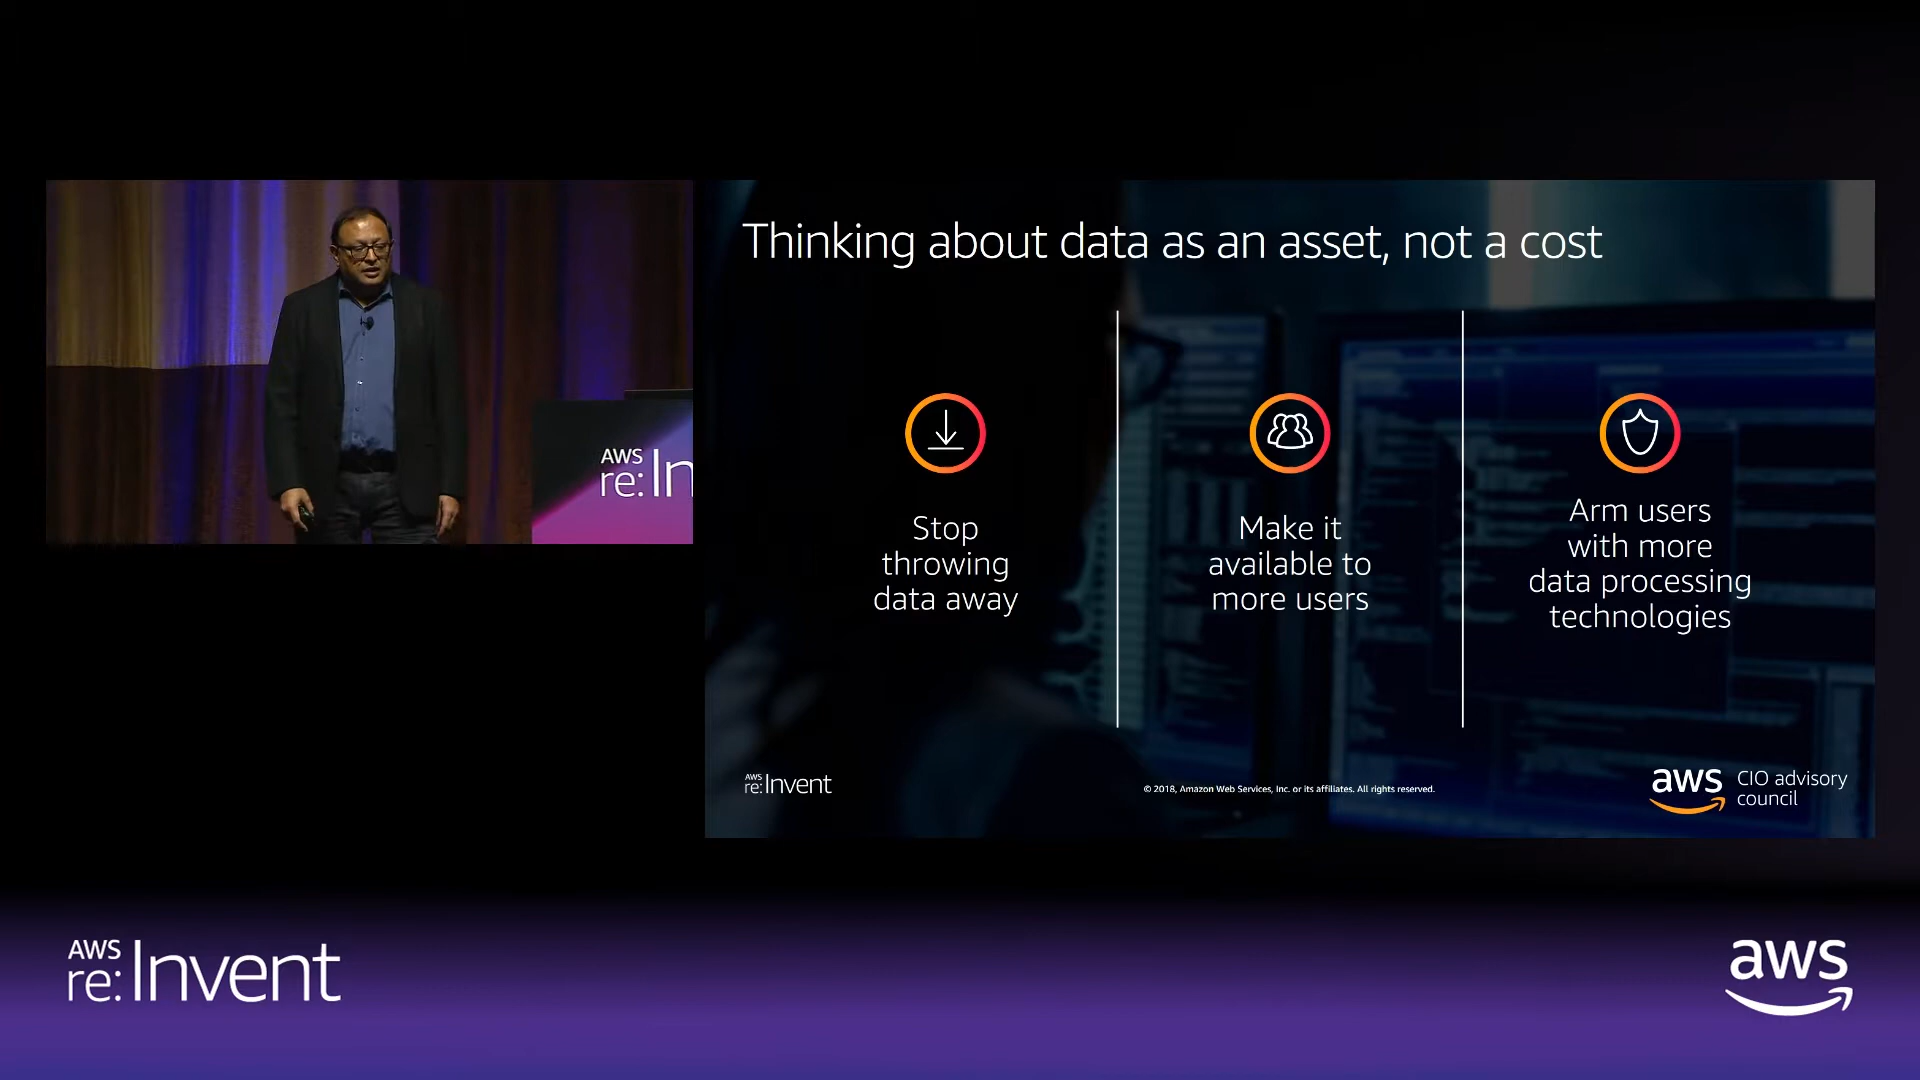 AWS
re:In
Thinking about data as an asset, not a cost
Stop
throwing
data away
Make it
available to
more users
Arm users
with more
data processing
technologies
AWS
re:Invent
© 2018, Amazon Web Services, Inc. or its affiliates. All rights reserved.
aws
CIO advisory
council
AWS
re:Invent
aws